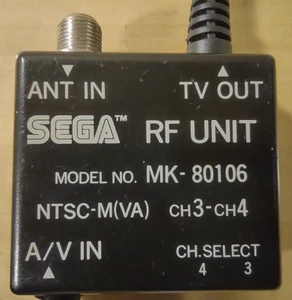 ANT IN TV OUT
SEGA™ RF UNIT
MODEL NO. MK-80106
NTSC-M(VA) CH3-CH4
A/V IN CH.SELECT
4 3